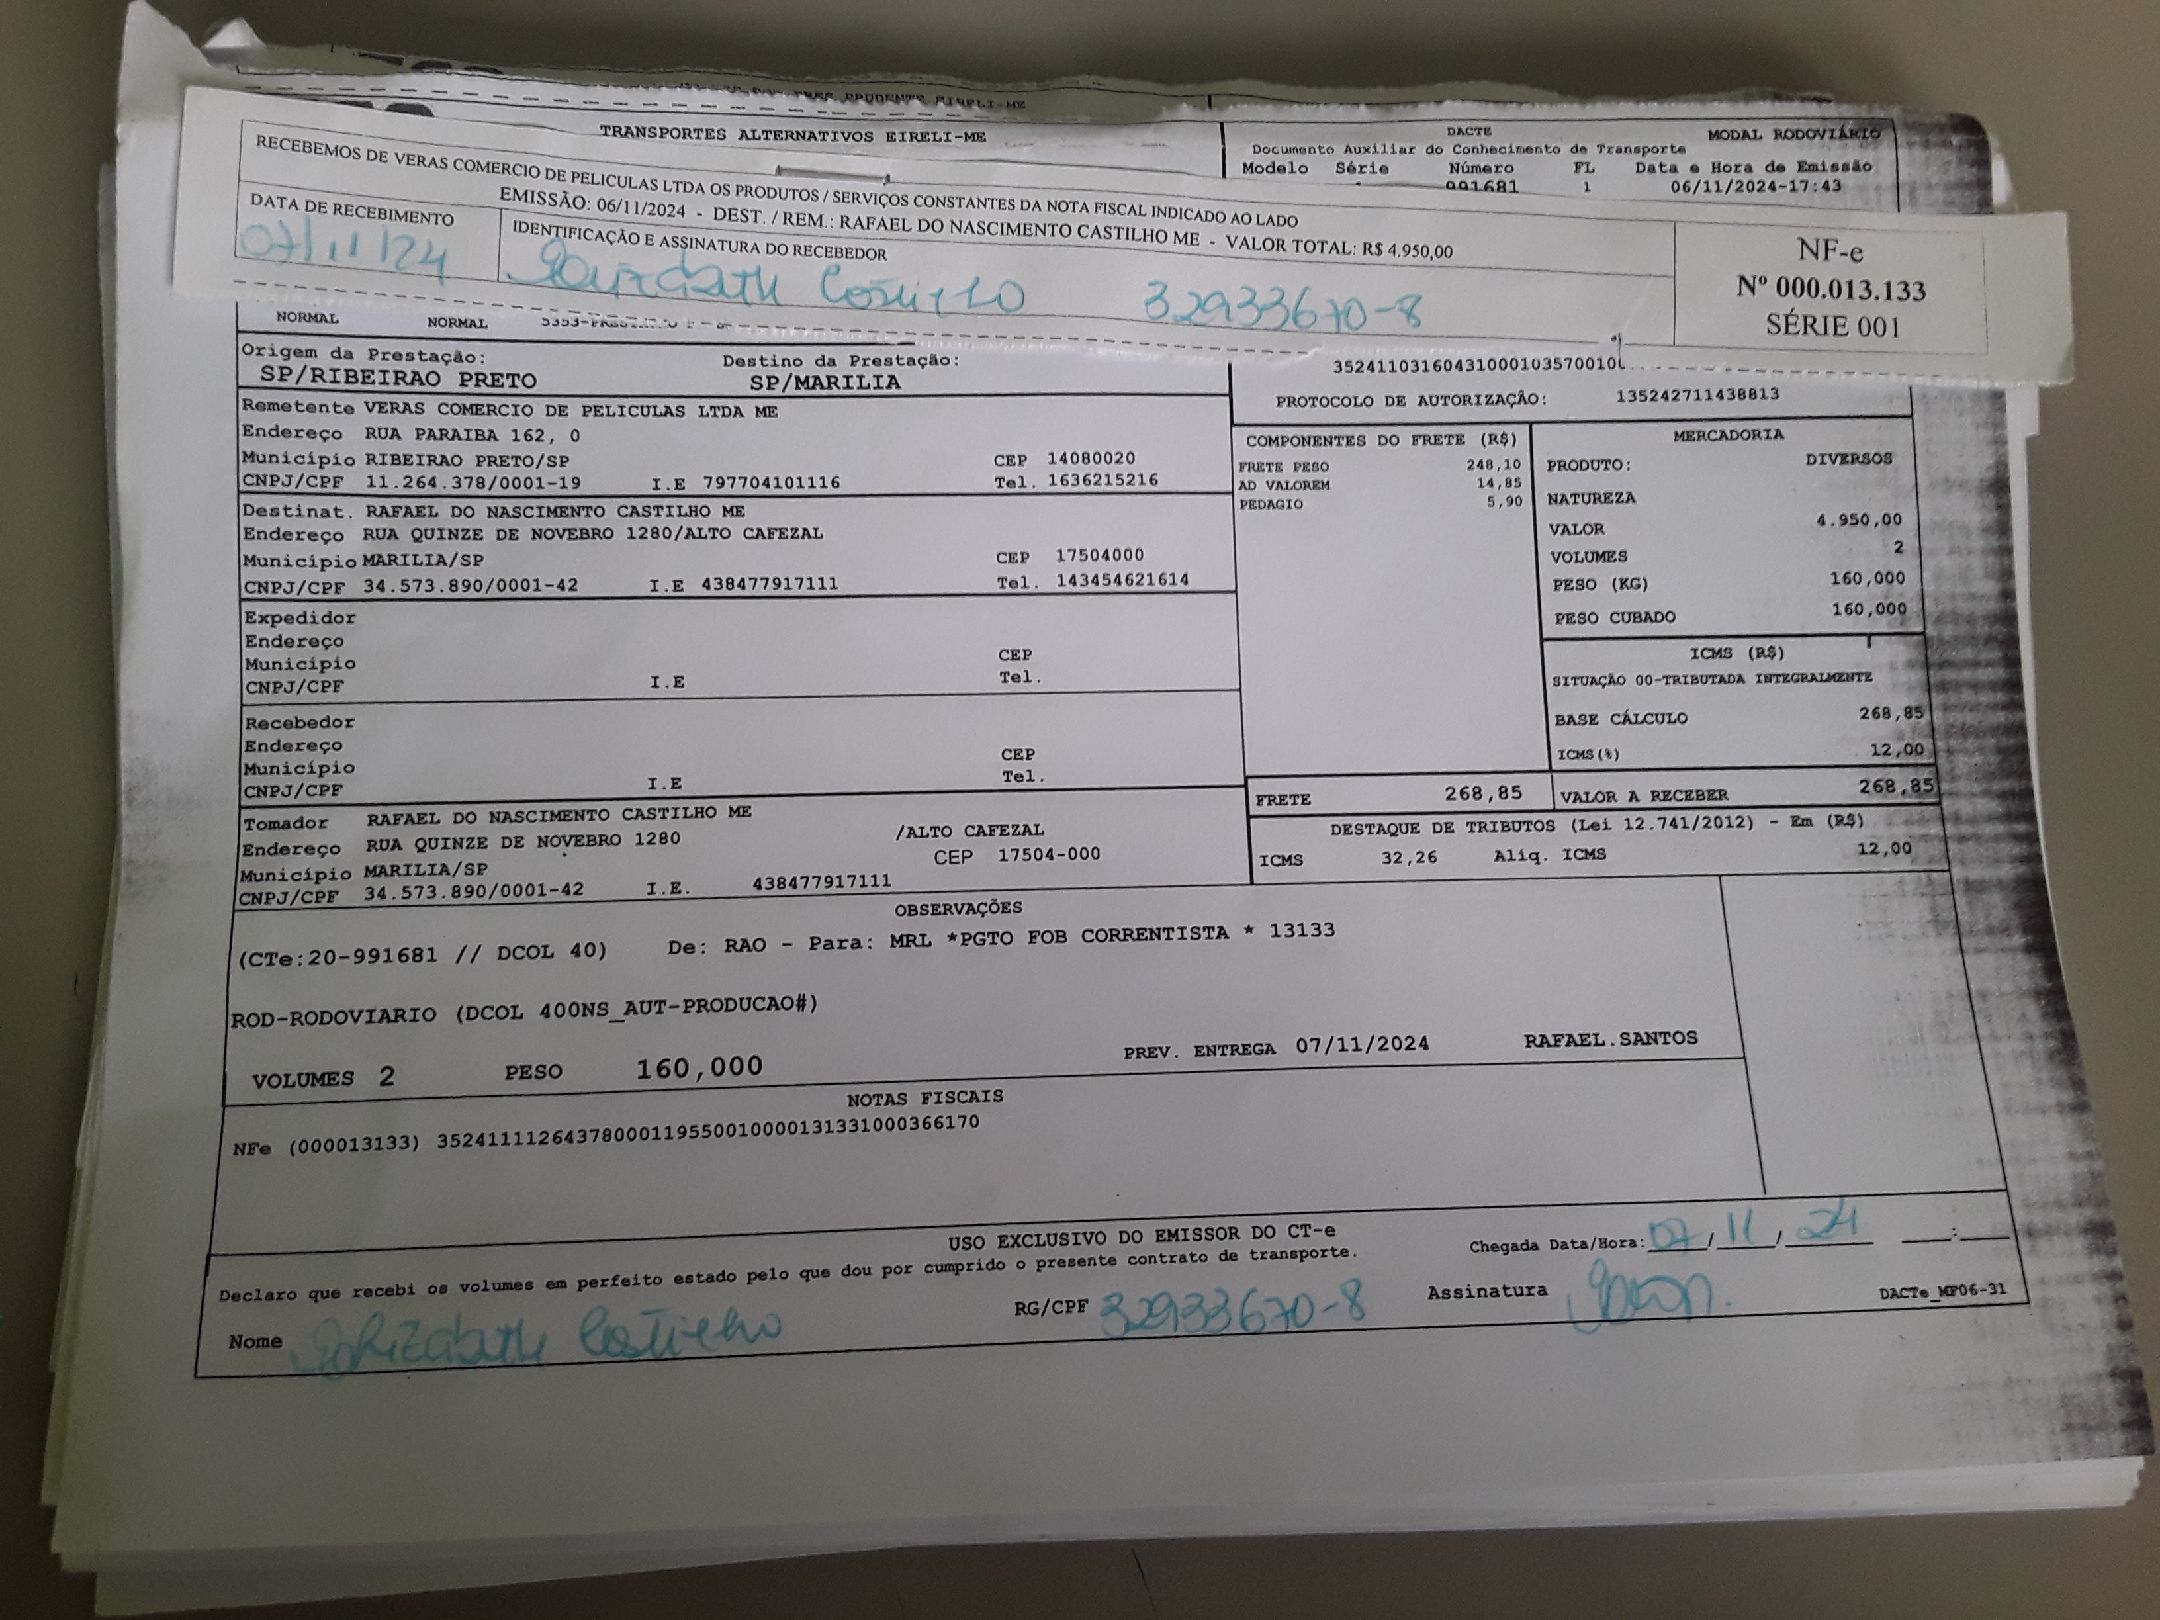 TRANSPORTES ALTERNATIVOS EIRELI-ME
DACTE
MODAL RODOVIÁRIO
Documento Auxiliar do Conhecimento de Transporte
Modelo Série Número FL Data e Hora de Emissão
991681 1 06/11/2024-17:43
RECEBEMOS DE VERAS COMERCIO DE PELICULAS LTDA OS PRODUTOS / SERVIÇOS CONSTANTES DA NOTA FISCAL INDICADO AO LADO
EMISSÃO: 06/11/2024 - DEST. / REM.: RAFAEL DO NASCIMENTO CASTILHO ME - VALOR TOTAL: R$ 4.950,00
DATA DE RECEBIMENTO
07/11/24
IDENTIFICAÇÃO E ASSINATURA DO RECEBEDOR
32933670-8
NF-e
Nº 000.013.133
SÉRIE 001
NORMAL NORMAL
Origem da Prestação: Destino da Prestação:
SP/RIBEIRAO PRETO SP/MARILIA
PROTOCOLO DE AUTORIZAÇÃO: 135242711438813
Remetente VERAS COMERCIO DE PELICULAS LTDA ME
Endereço RUA PARAIBA 162, 0
Município RIBEIRAO PRETO/SP CEP 14080020
CNPJ/CPF 11.264.378/0001-19 I.E 797704101116 Tel. 1636215216
Destinat. RAFAEL DO NASCIMENTO CASTILHO ME
Endereço RUA QUINZE DE NOVEBRO 1280/ALTO CAFEZAL
Município MARILIA/SP CEP 17504000
CNPJ/CPF 34.573.890/0001-42 I.E 438477917111 Tel. 143454621614
Expedidor
Endereço
Município CEP
CNPJ/CPF I.E Tel.
Recebedor
Endereço
Município CEP
CNPJ/CPF I.E Tel.
Tomador RAFAEL DO NASCIMENTO CASTILHO ME
Endereço RUA QUINZE DE NOVEBRO 1280 /ALTO CAFEZAL
Município MARILIA/SP CEP 17504-000
CNPJ/CPF 34.573.890/0001-42 I.E. 438477917111
COMPONENTES DO FRETE (R$)
FRETE PESO 248,10
AD VALOREM 14,85
PEDAGIO 5,90
MERCADORIA
PRODUTO: DIVERSOS
NATUREZA
VALOR 4.950,00
VOLUMES 2
PESO (KG) 160,000
PESO CUBADO 160,000
ICMS (R$)
SITUAÇÃO 00-TRIBUTADA INTEGRALMENTE
BASE CÁLCULO 268,85
ICMS(%) 12,00
FRETE 268,85 VALOR A RECEBER 268,85
DESTAQUE DE TRIBUTOS (Lei 12.741/2012) - Em (R$)
ICMS 32,26 Aliq. ICMS 12,00
OBSERVAÇÕES
(CTe:20-991681 // DCOL 40) De: RAO - Para: MRL *PGTO FOB CORRENTISTA * 13133
ROD-RODOVIARIO (DCOL 400NS_AUT-PRODUCAO#)
VOLUMES 2 PESO 160,000 PREV. ENTREGA 07/11/2024 RAFAEL.SANTOS
NOTAS FISCAIS
NFe (000013133) 35241111264378000119550010000131331000366170
USO EXCLUSIVO DO EMISSOR DO CT-e
Declaro que recebi os volumes em perfeito estado pelo que dou por cumprido o presente contrato de transporte.
Chegada Data/Hora: 07/11/24 __:__
Nome
RG/CPF 32933670-8
Assinatura
DACTe_MP06-31